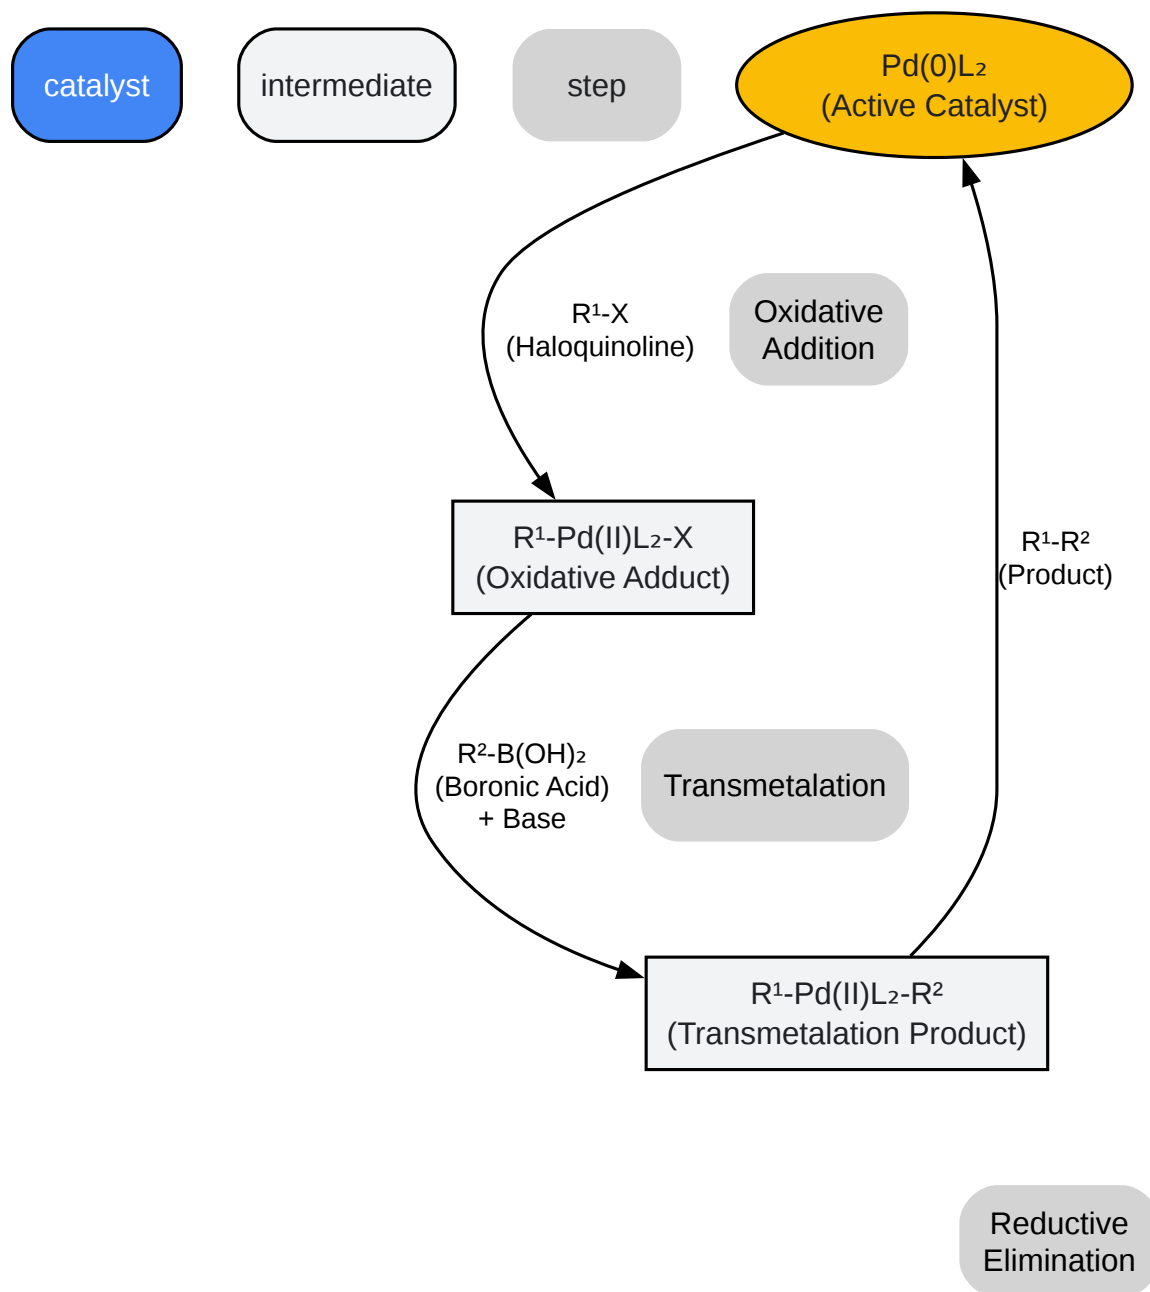 catalyst
intermediate
step
Pd(0)L₂
(Active Catalyst)
R¹-X
(Haloquinoline)
Oxidative
Addition
R¹-Pd(II)L₂-X
(Oxidative Adduct)
R¹-R²
(Product)
R²-B(OH)₂
(Boronic Acid)
+ Base
Transmetalation
R¹-Pd(II)L₂-R²
(Transmetalation Product)
Reductive
Elimination